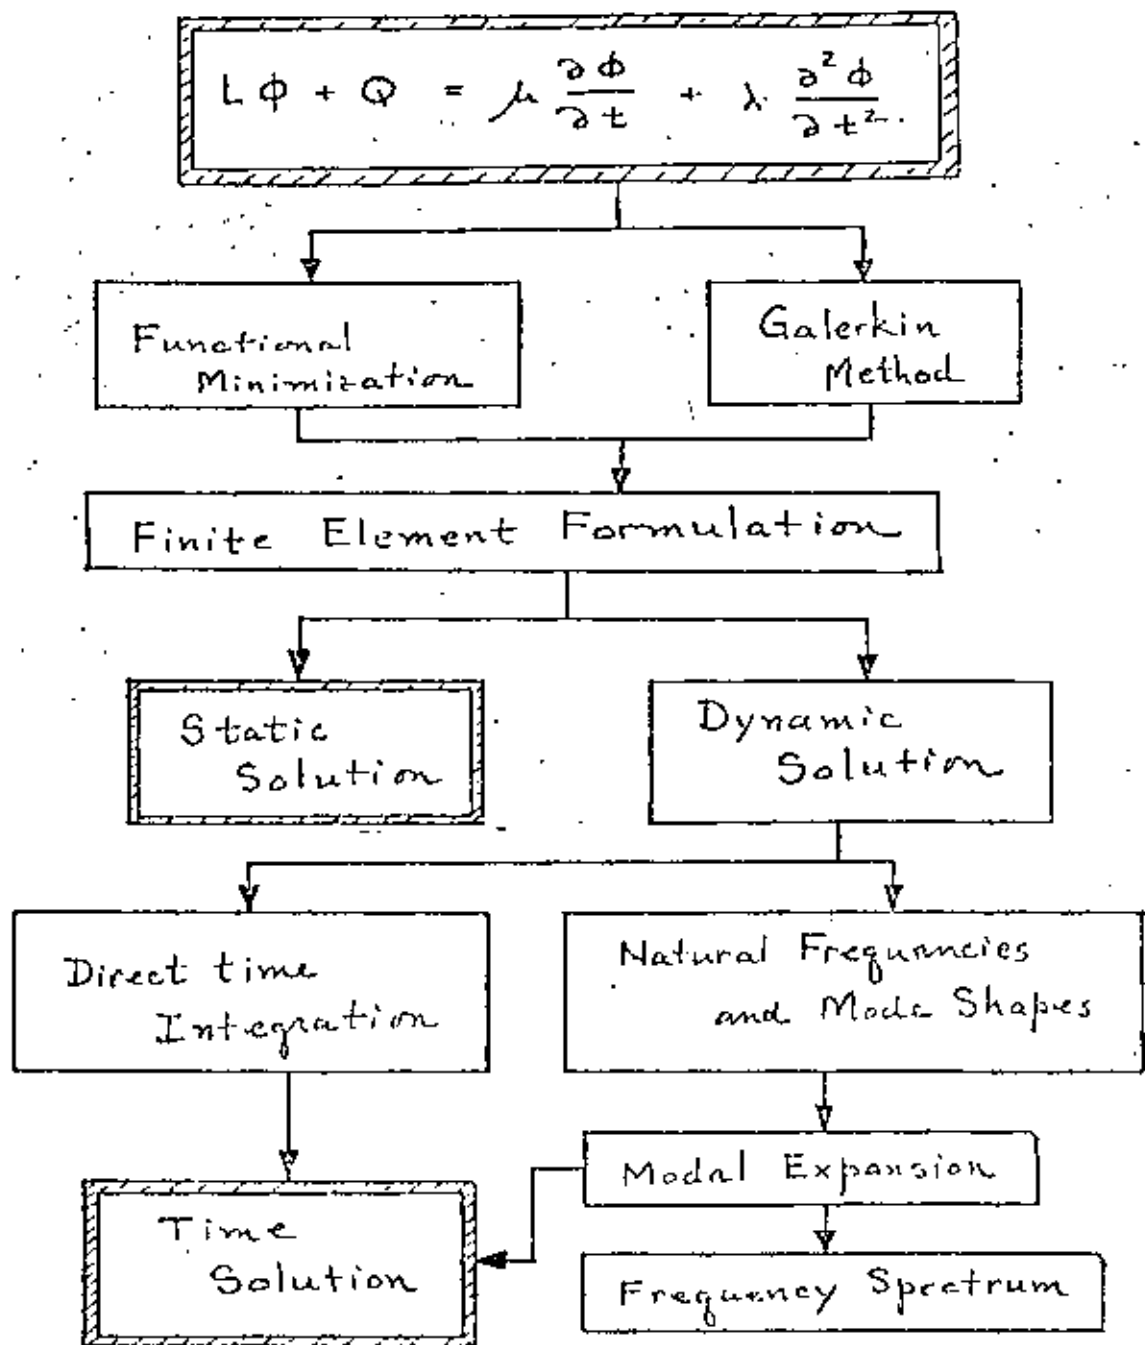 L ϕ + Q = μ ∂ϕ/∂t + λ ∂²ϕ/∂t²
Functional
Minimization
Galerkin
Method
Finite Element Formulation
Static
Solution
Dynamic
Solution
Direct time
Integration
Natural Frequencies
and Mode Shapes
Modal Expansion
Time
Solution
Frequency Spectrum